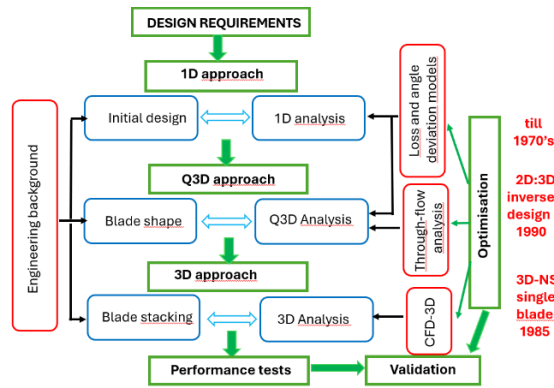 DESIGN REQUIREMENTS
1D approach
Initial design
1D analysis
Loss and angle
deviation models
till
1970's
Engineering background
Q3D approach
Blade shape
Q3D Analysis
Through-flow
analysis
Optimisation
2D:3D
inverse
design
1990
3D approach
Blade stacking
3D Analysis
CFD-3D
3D-NS
single
blade
1985
Performance tests
Validation